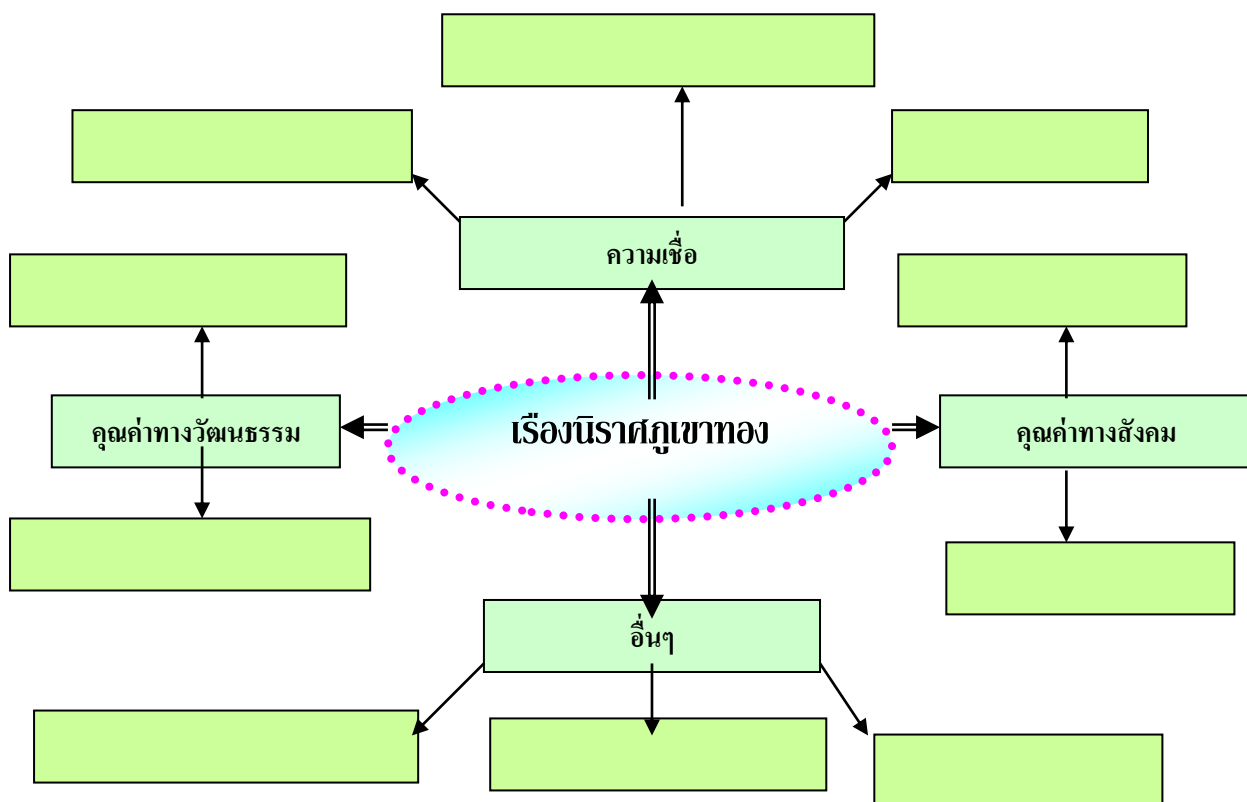 ความเชื่อ
เรื่องนิราศภูเขาทอง
คุณค่าทางวัฒนธรรม
คุณค่าทางสังคม
อื่นๆ